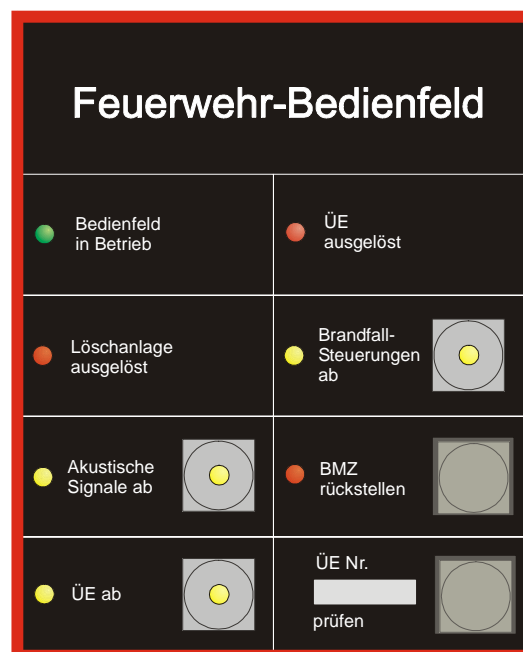 Feuerwehr-Bedienfeld
Bedienfeld
in Betrieb
ÜE
ausgelöst
Löschanlage
ausgelöst
Brandfall-
Steuerungen
ab
Akustische
Signale ab
BMZ
rückstellen
ÜE ab
ÜE Nr.
prüfen